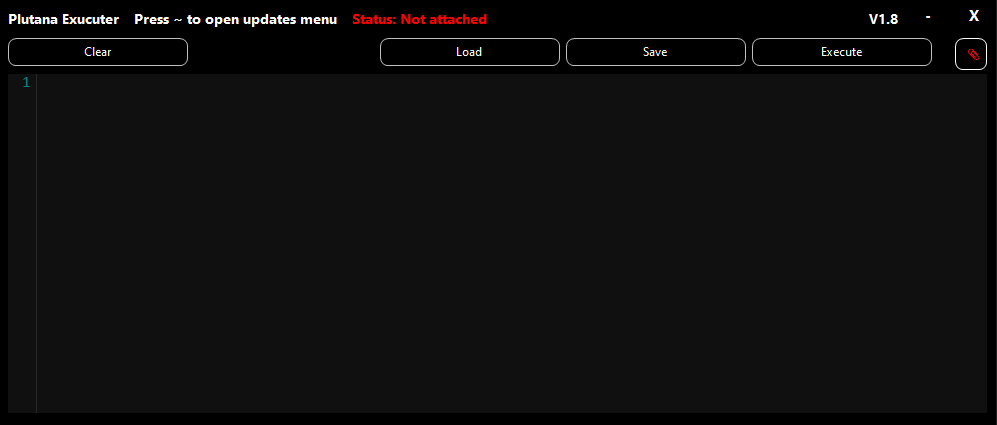 Plutana Exucuter Press ~ to open updates menu Status: Not attached V1.8 - X
Clear Load Save Execute
1